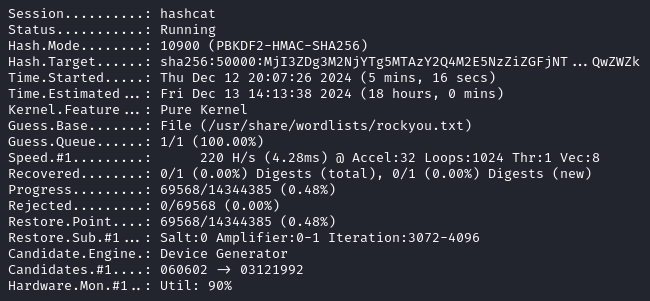 Session..........: hashcat
Status...........: Running
Hash.Mode........: 10900 (PBKDF2-HMAC-SHA256)
Hash.Target......: sha256:50000:MjI3ZDg3M2NjYTg5MTAzY2Q4M2E5NzZiZGFjNT...QwZWZk
Time.Started.....: Thu Dec 12 20:07:26 2024 (5 mins, 16 secs)
Time.Estimated...: Fri Dec 13 14:13:38 2024 (18 hours, 0 mins)
Kernel.Feature...: Pure Kernel
Guess.Base.......: File (/usr/share/wordlists/rockyou.txt)
Guess.Queue......: 1/1 (100.00%)
Speed.#1.........:      220 H/s (4.28ms) @ Accel:32 Loops:1024 Thr:1 Vec:8
Recovered........: 0/1 (0.00%) Digests (total), 0/1 (0.00%) Digests (new)
Progress.........: 69568/14344385 (0.48%)
Rejected.........: 0/69568 (0.00%)
Restore.Point....: 69568/14344385 (0.48%)
Restore.Sub.#1...: Salt:0 Amplifier:0-1 Iteration:3072-4096
Candidate.Engine.: Device Generator
Candidates.#1....: 060602 -> 03121992
Hardware.Mon.#1..: Util: 90%